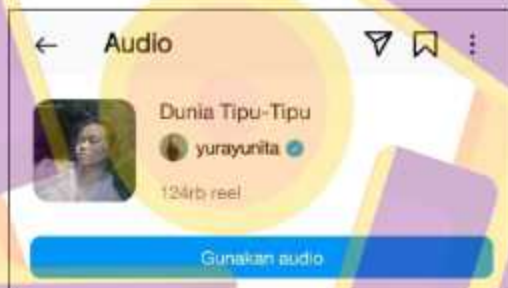 Audio
Dunia Tipu-Tipu
yurayunita
124rb reel
Gunakan audio